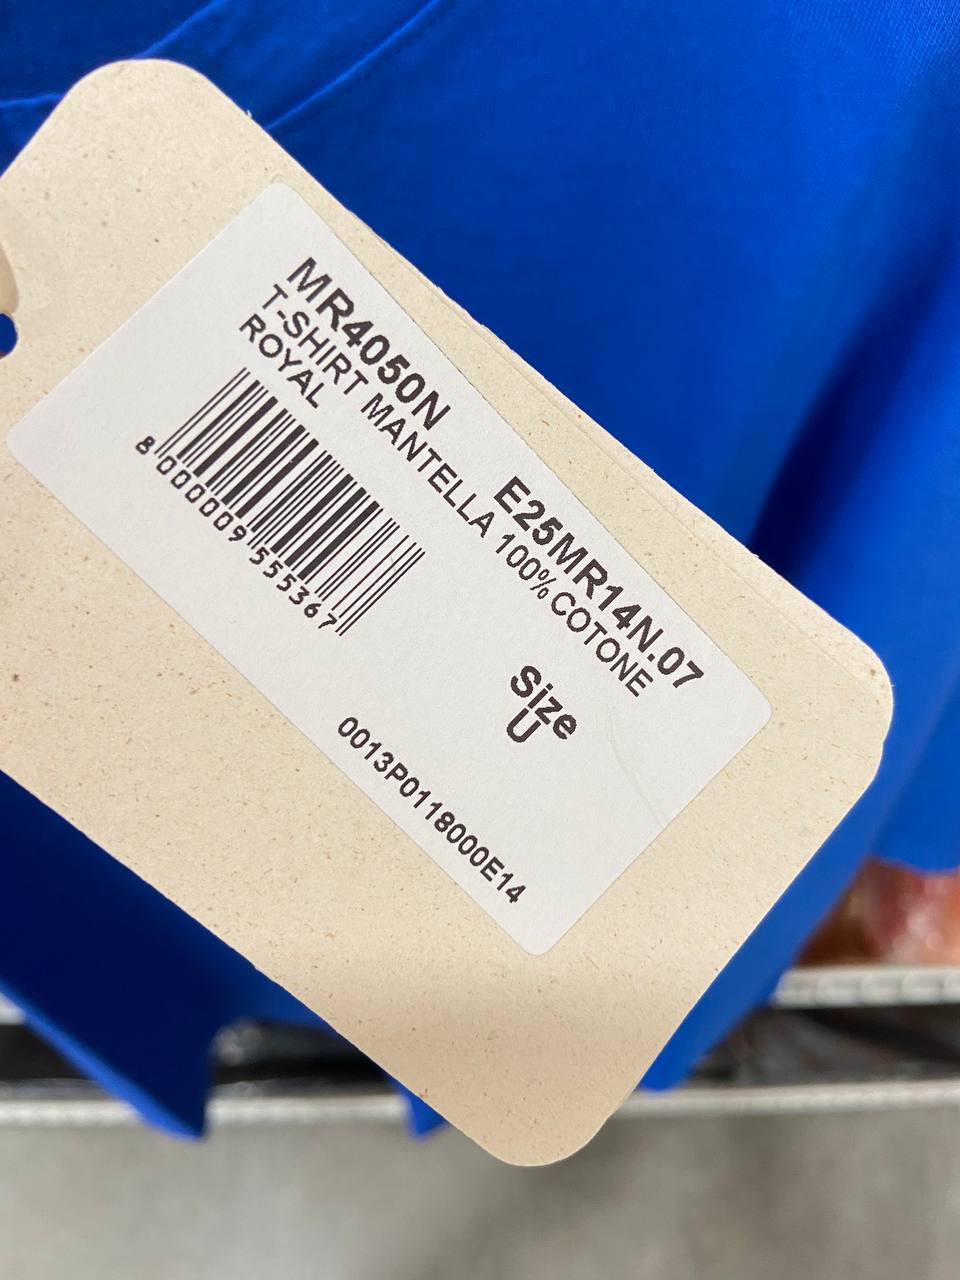 MR4050N E25MR14N.07
T-SHIRT MANTELLA 100%COTONE
ROYAL
8 000009 555367
Size
U
0013P0118000E14